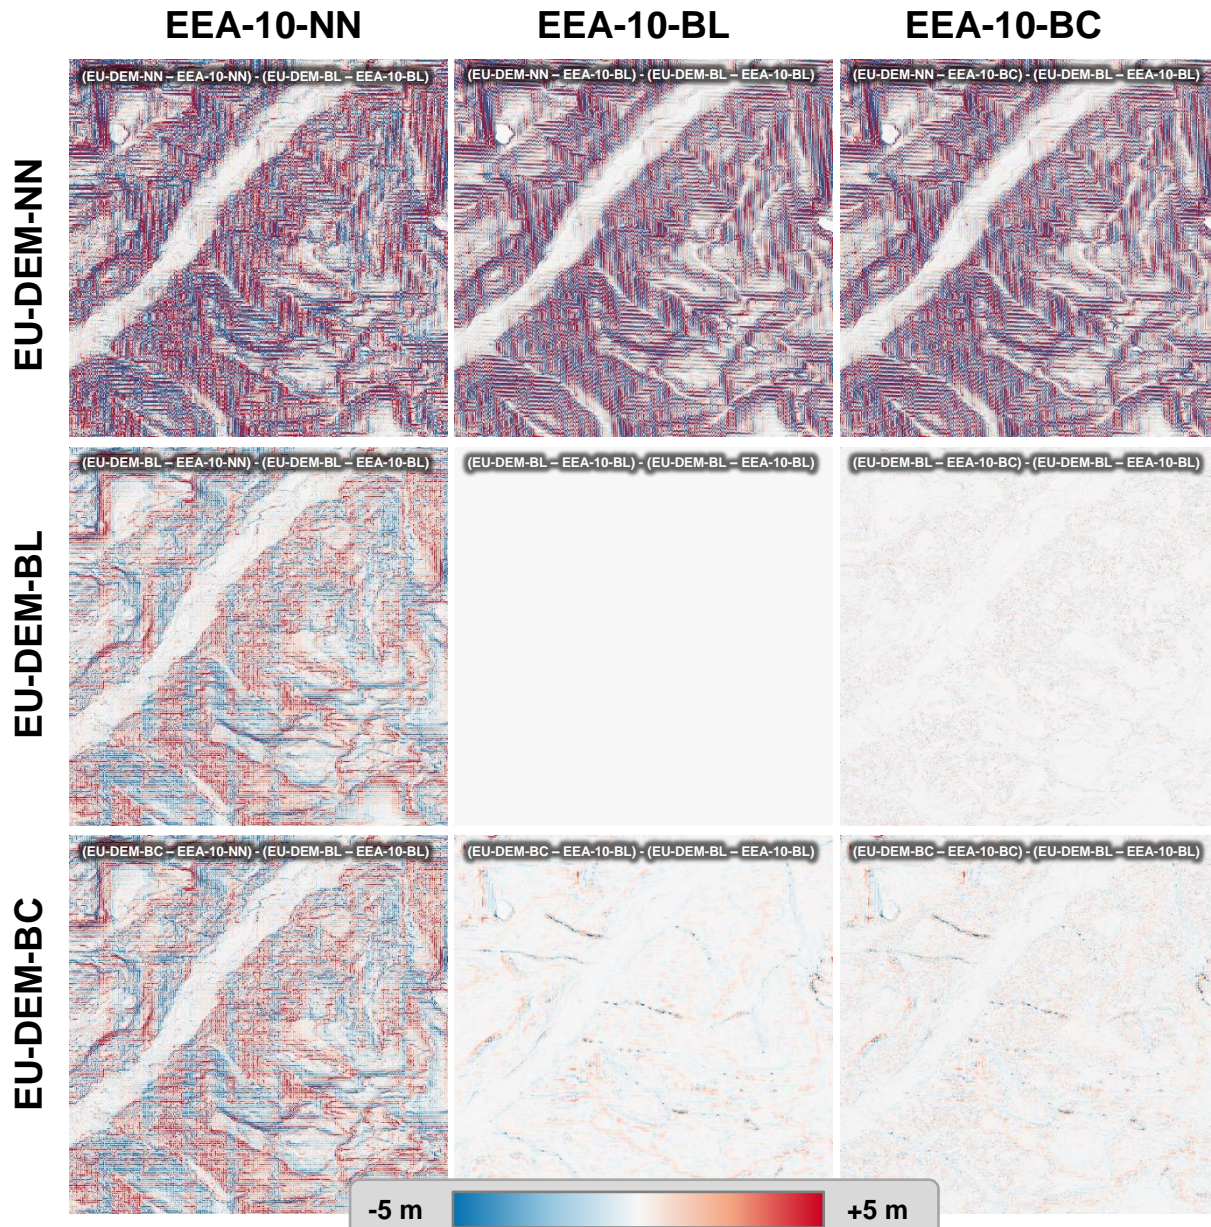 EEA-10-NN EEA-10-BL EEA-10-BC
EU-DEM-NN
(EU-DEM-NN – EEA-10-NN) - (EU-DEM-BL – EEA-10-BL)
(EU-DEM-NN – EEA-10-BL) - (EU-DEM-BL – EEA-10-BL)
(EU-DEM-NN – EEA-10-BC) - (EU-DEM-BL – EEA-10-BL)
EU-DEM-BL
(EU-DEM-BL – EEA-10-NN) - (EU-DEM-BL – EEA-10-BL)
(EU-DEM-BL – EEA-10-BL) - (EU-DEM-BL – EEA-10-BL)
(EU-DEM-BL – EEA-10-BC) - (EU-DEM-BL – EEA-10-BL)
EU-DEM-BC
(EU-DEM-BC – EEA-10-NN) - (EU-DEM-BL – EEA-10-BL)
(EU-DEM-BC – EEA-10-BL) - (EU-DEM-BL – EEA-10-BL)
(EU-DEM-BC – EEA-10-BC) - (EU-DEM-BL – EEA-10-BL)
-5 m +5 m